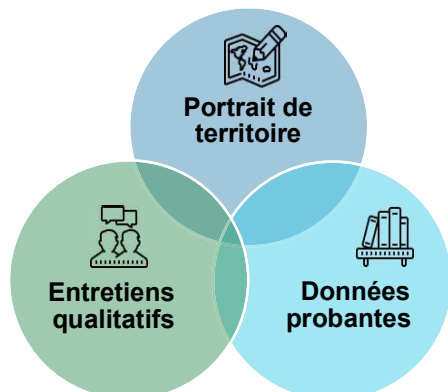 Portrait de
territoire
Entretiens
qualitatifs
Données
probantes